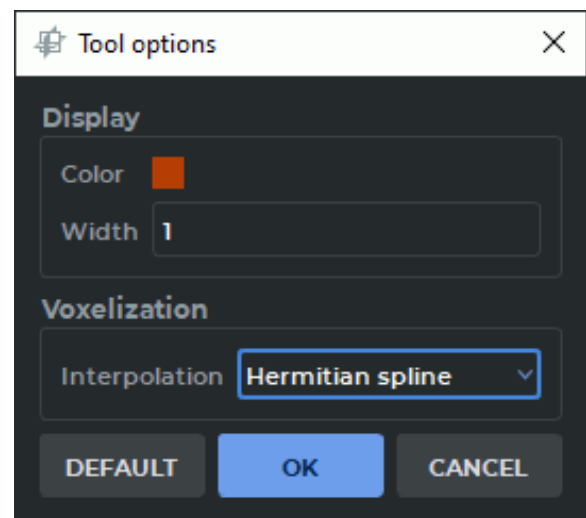 Tool options
Display
Color
Width 1
Voxelization
Interpolation Hermitian spline
DEFAULT OK CANCEL